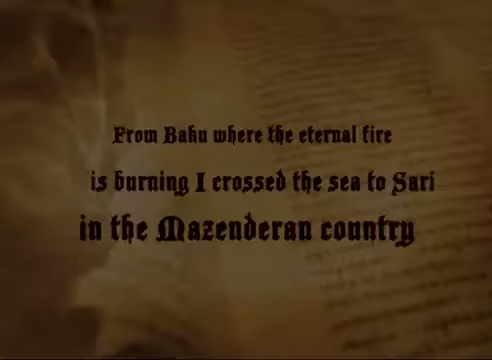 From Baku where the eternal fire
is burning I crossed the sea to Sari
in the Mazenderan country